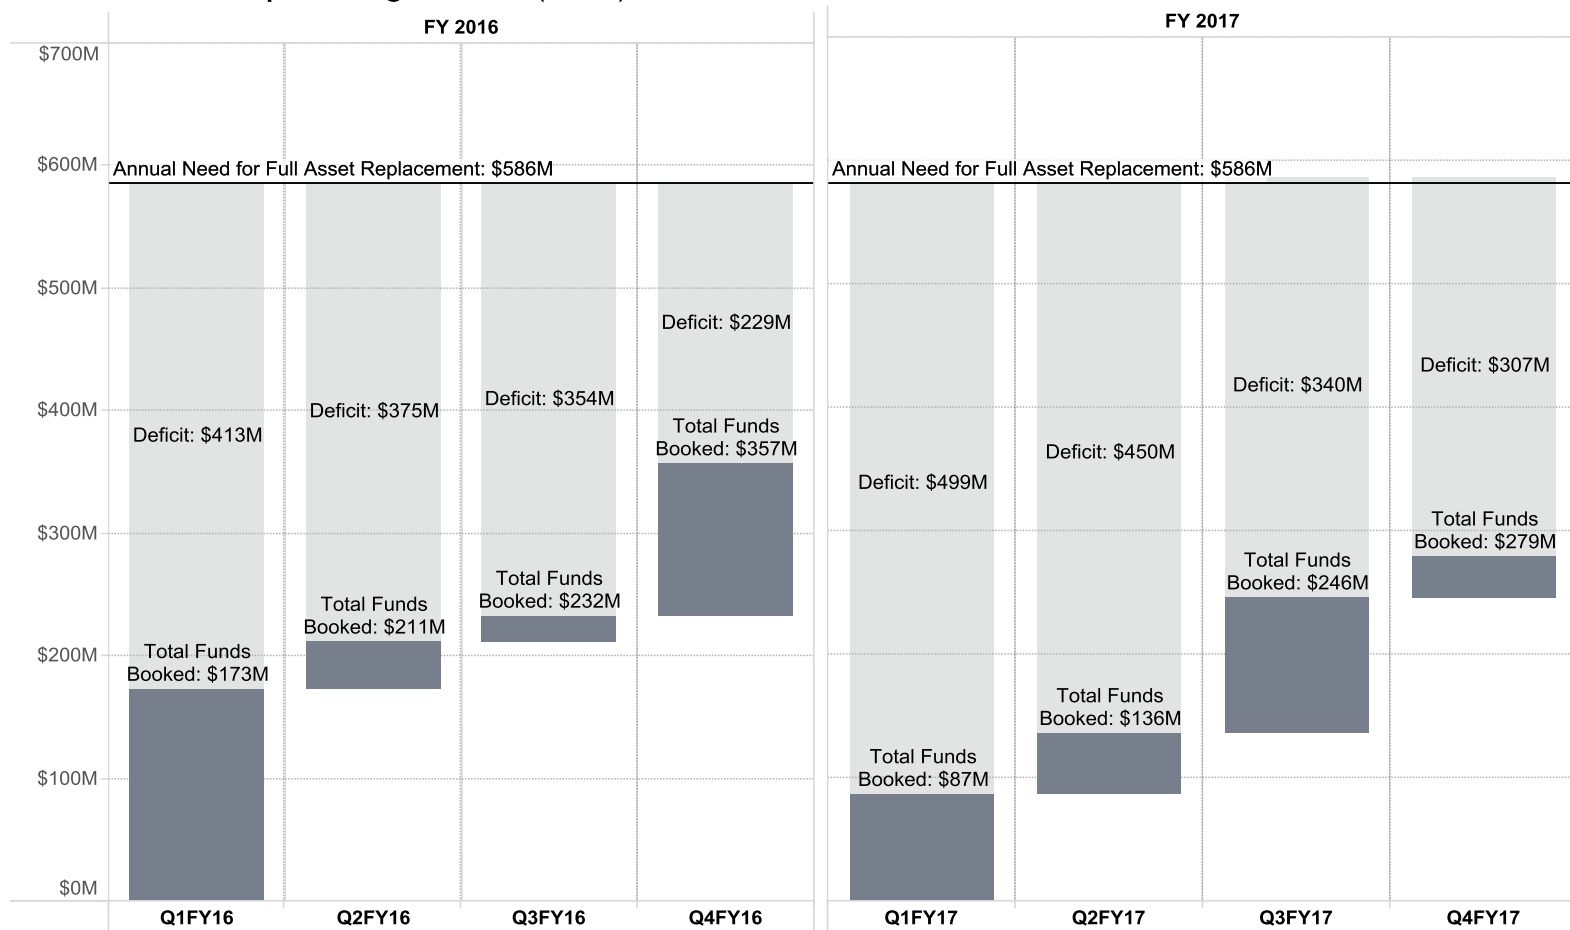 FY 2016
FY 2017
$700M
$600M
$500M
$400M
$300M
$200M
$100M
$0M
Annual Need for Full Asset Replacement: $586M
Deficit: $413M
Total Funds
Booked: $173M
Deficit: $375M
Total Funds
Booked: $211M
Deficit: $354M
Total Funds
Booked: $232M
Deficit: $229M
Total Funds
Booked: $357M
Annual Need for Full Asset Replacement: $586M
Deficit: $499M
Total Funds
Booked: $87M
Deficit: $450M
Total Funds
Booked: $136M
Deficit: $340M
Total Funds
Booked: $246M
Deficit: $307M
Total Funds
Booked: $279M
Q1FY16
Q2FY16
Q3FY16
Q4FY16
Q1FY17
Q2FY17
Q3FY17
Q4FY17